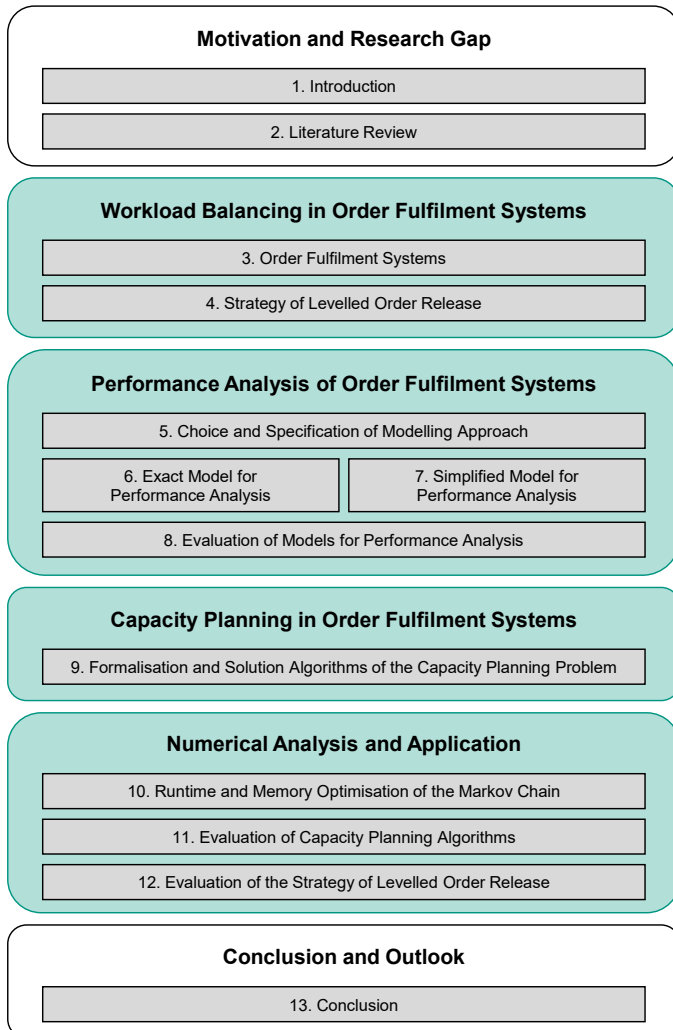 Motivation and Research Gap
1. Introduction
2. Literature Review
Workload Balancing in Order Fulfilment Systems
3. Order Fulfilment Systems
4. Strategy of Levelled Order Release
Performance Analysis of Order Fulfilment Systems
5. Choice and Specification of Modelling Approach
6. Exact Model for
Performance Analysis
7. Simplified Model for
Performance Analysis
8. Evaluation of Models for Performance Analysis
Capacity Planning in Order Fulfilment Systems
9. Formalisation and Solution Algorithms of the Capacity Planning Problem
Numerical Analysis and Application
10. Runtime and Memory Optimisation of the Markov Chain
11. Evaluation of Capacity Planning Algorithms
12. Evaluation of the Strategy of Levelled Order Release
Conclusion and Outlook
13. Conclusion